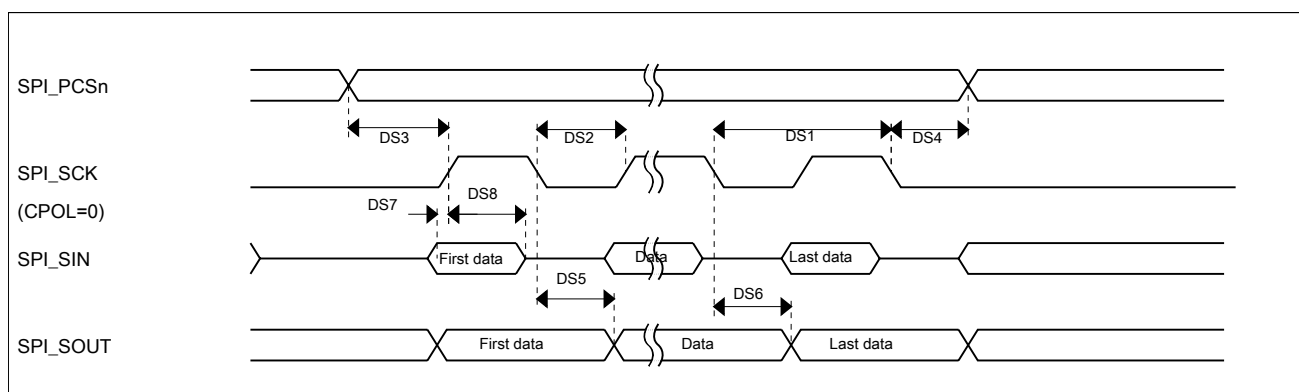 SPI_PCSn
DS3
DS2
DS1
DS4
SPI_SCK
(CPOL=0)
DS7
DS8
SPI_SIN
First data
Data
Last data
DS5
DS6
SPI_SOUT
First data
Data
Last data